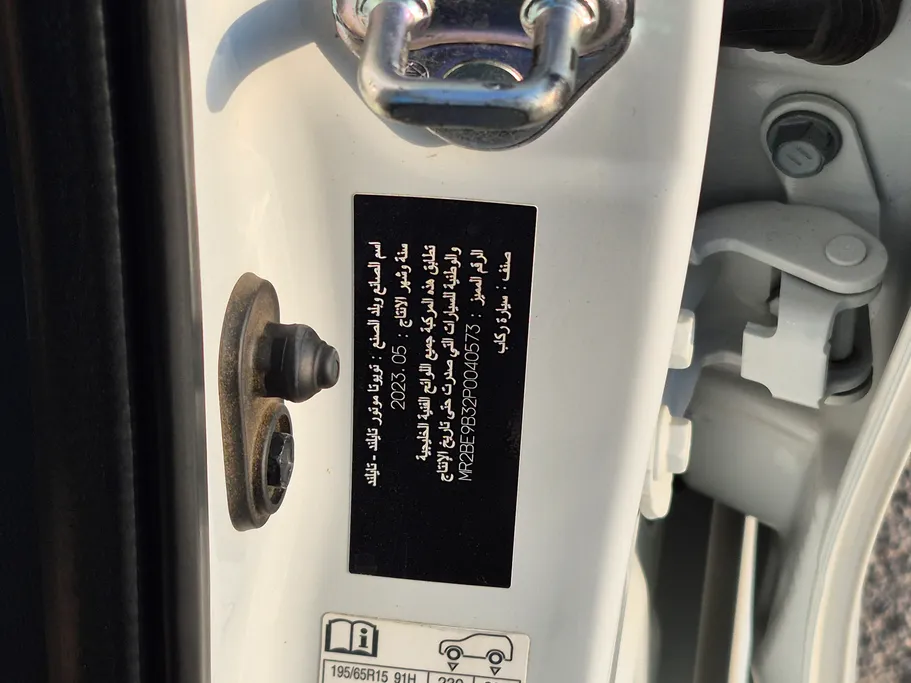 اسم الصانع وبلد الصنع : تويوتا موتور تايلند - تايلند
سنة وشهر الانتاج : 2023.05
تطابق هذه المركبة جميع اللوائح الفنية الخليجية
والوطنية للسيارات التي صدرت حتى تاريخ الإنتاج
الرقم المميز : MR2BE9B32P0040573
صنف : سيارة ركاب
195/65R15 91H